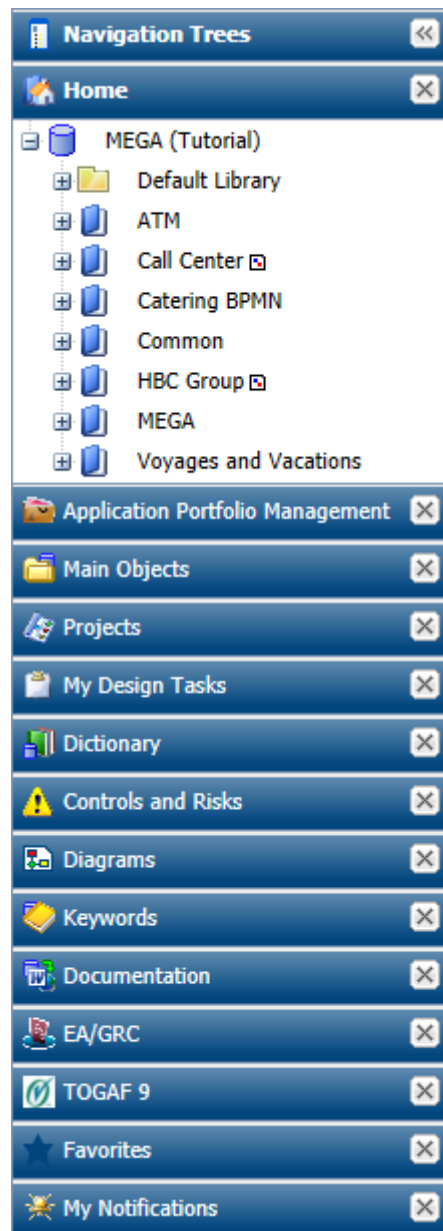 Navigation Trees
Home
MEGA (Tutorial)
Default Library
ATM
Call Center
Catering BPMN
Common
HBC Group
MEGA
Voyages and Vacations
Application Portfolio Management
Main Objects
Projects
My Design Tasks
Dictionary
Controls and Risks
Diagrams
Keywords
Documentation
EA/GRC
TOGAF 9
Favorites
My Notifications